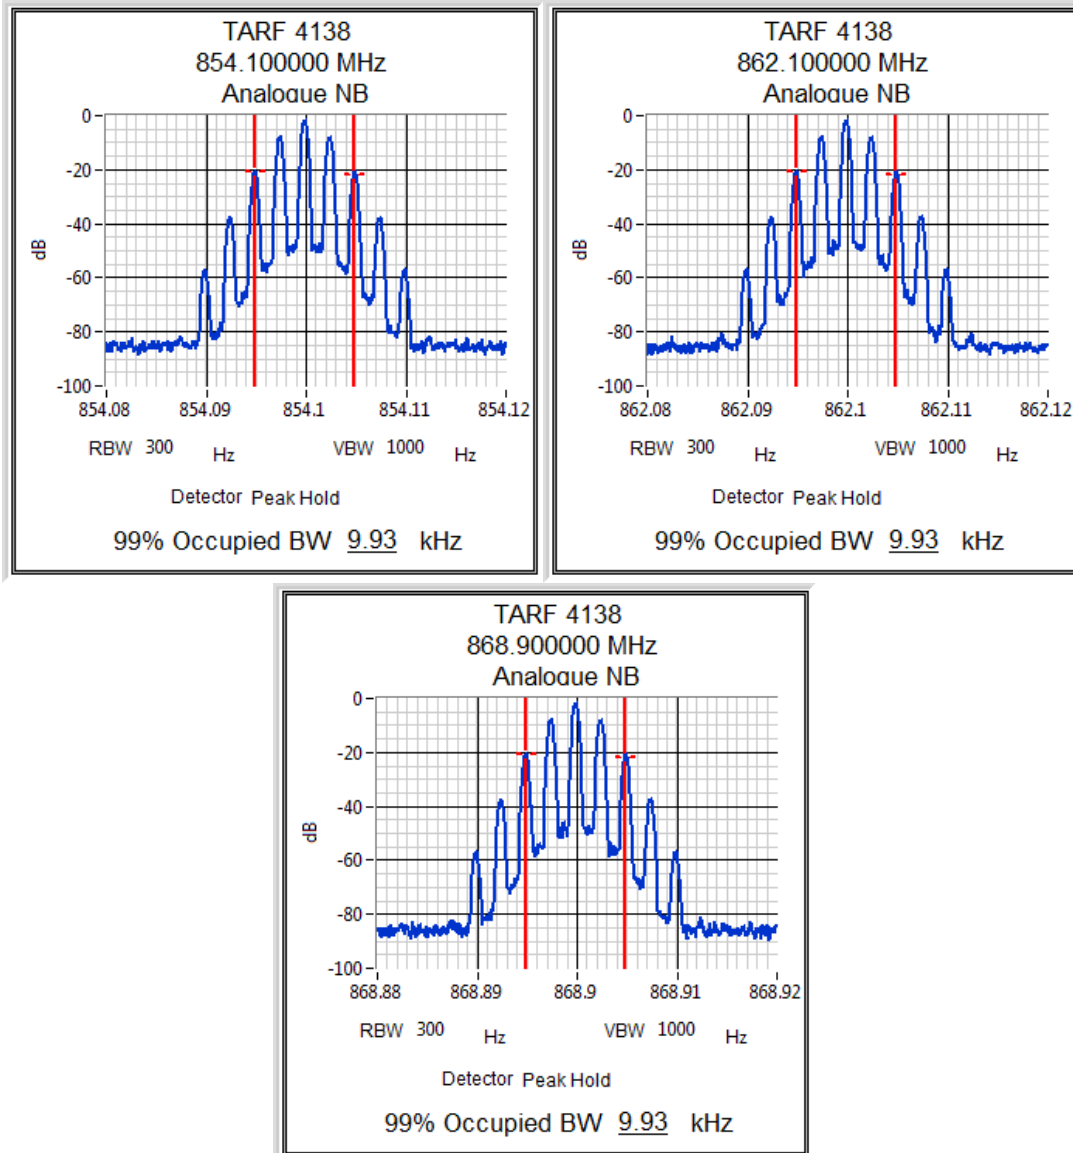 TARF 4138
854.100000 MHz
Analogue NB
0
-20
-40
-60
-80
-100
dB
854.08 854.09 854.1 854.11 854.12
RBW 300 Hz VBW 1000 Hz
Detector Peak Hold
99% Occupied BW 9.93 kHz
TARF 4138
862.100000 MHz
Analogue NB
0
-20
-40
-60
-80
-100
dB
862.08 862.09 862.1 862.11 862.12
RBW 300 Hz VBW 1000 Hz
Detector Peak Hold
99% Occupied BW 9.93 kHz
TARF 4138
868.900000 MHz
Analogue NB
0
-20
-40
-60
-80
-100
dB
868.88 868.89 868.9 868.91 868.92
RBW 300 Hz VBW 1000 Hz
Detector Peak Hold
99% Occupied BW 9.93 kHz